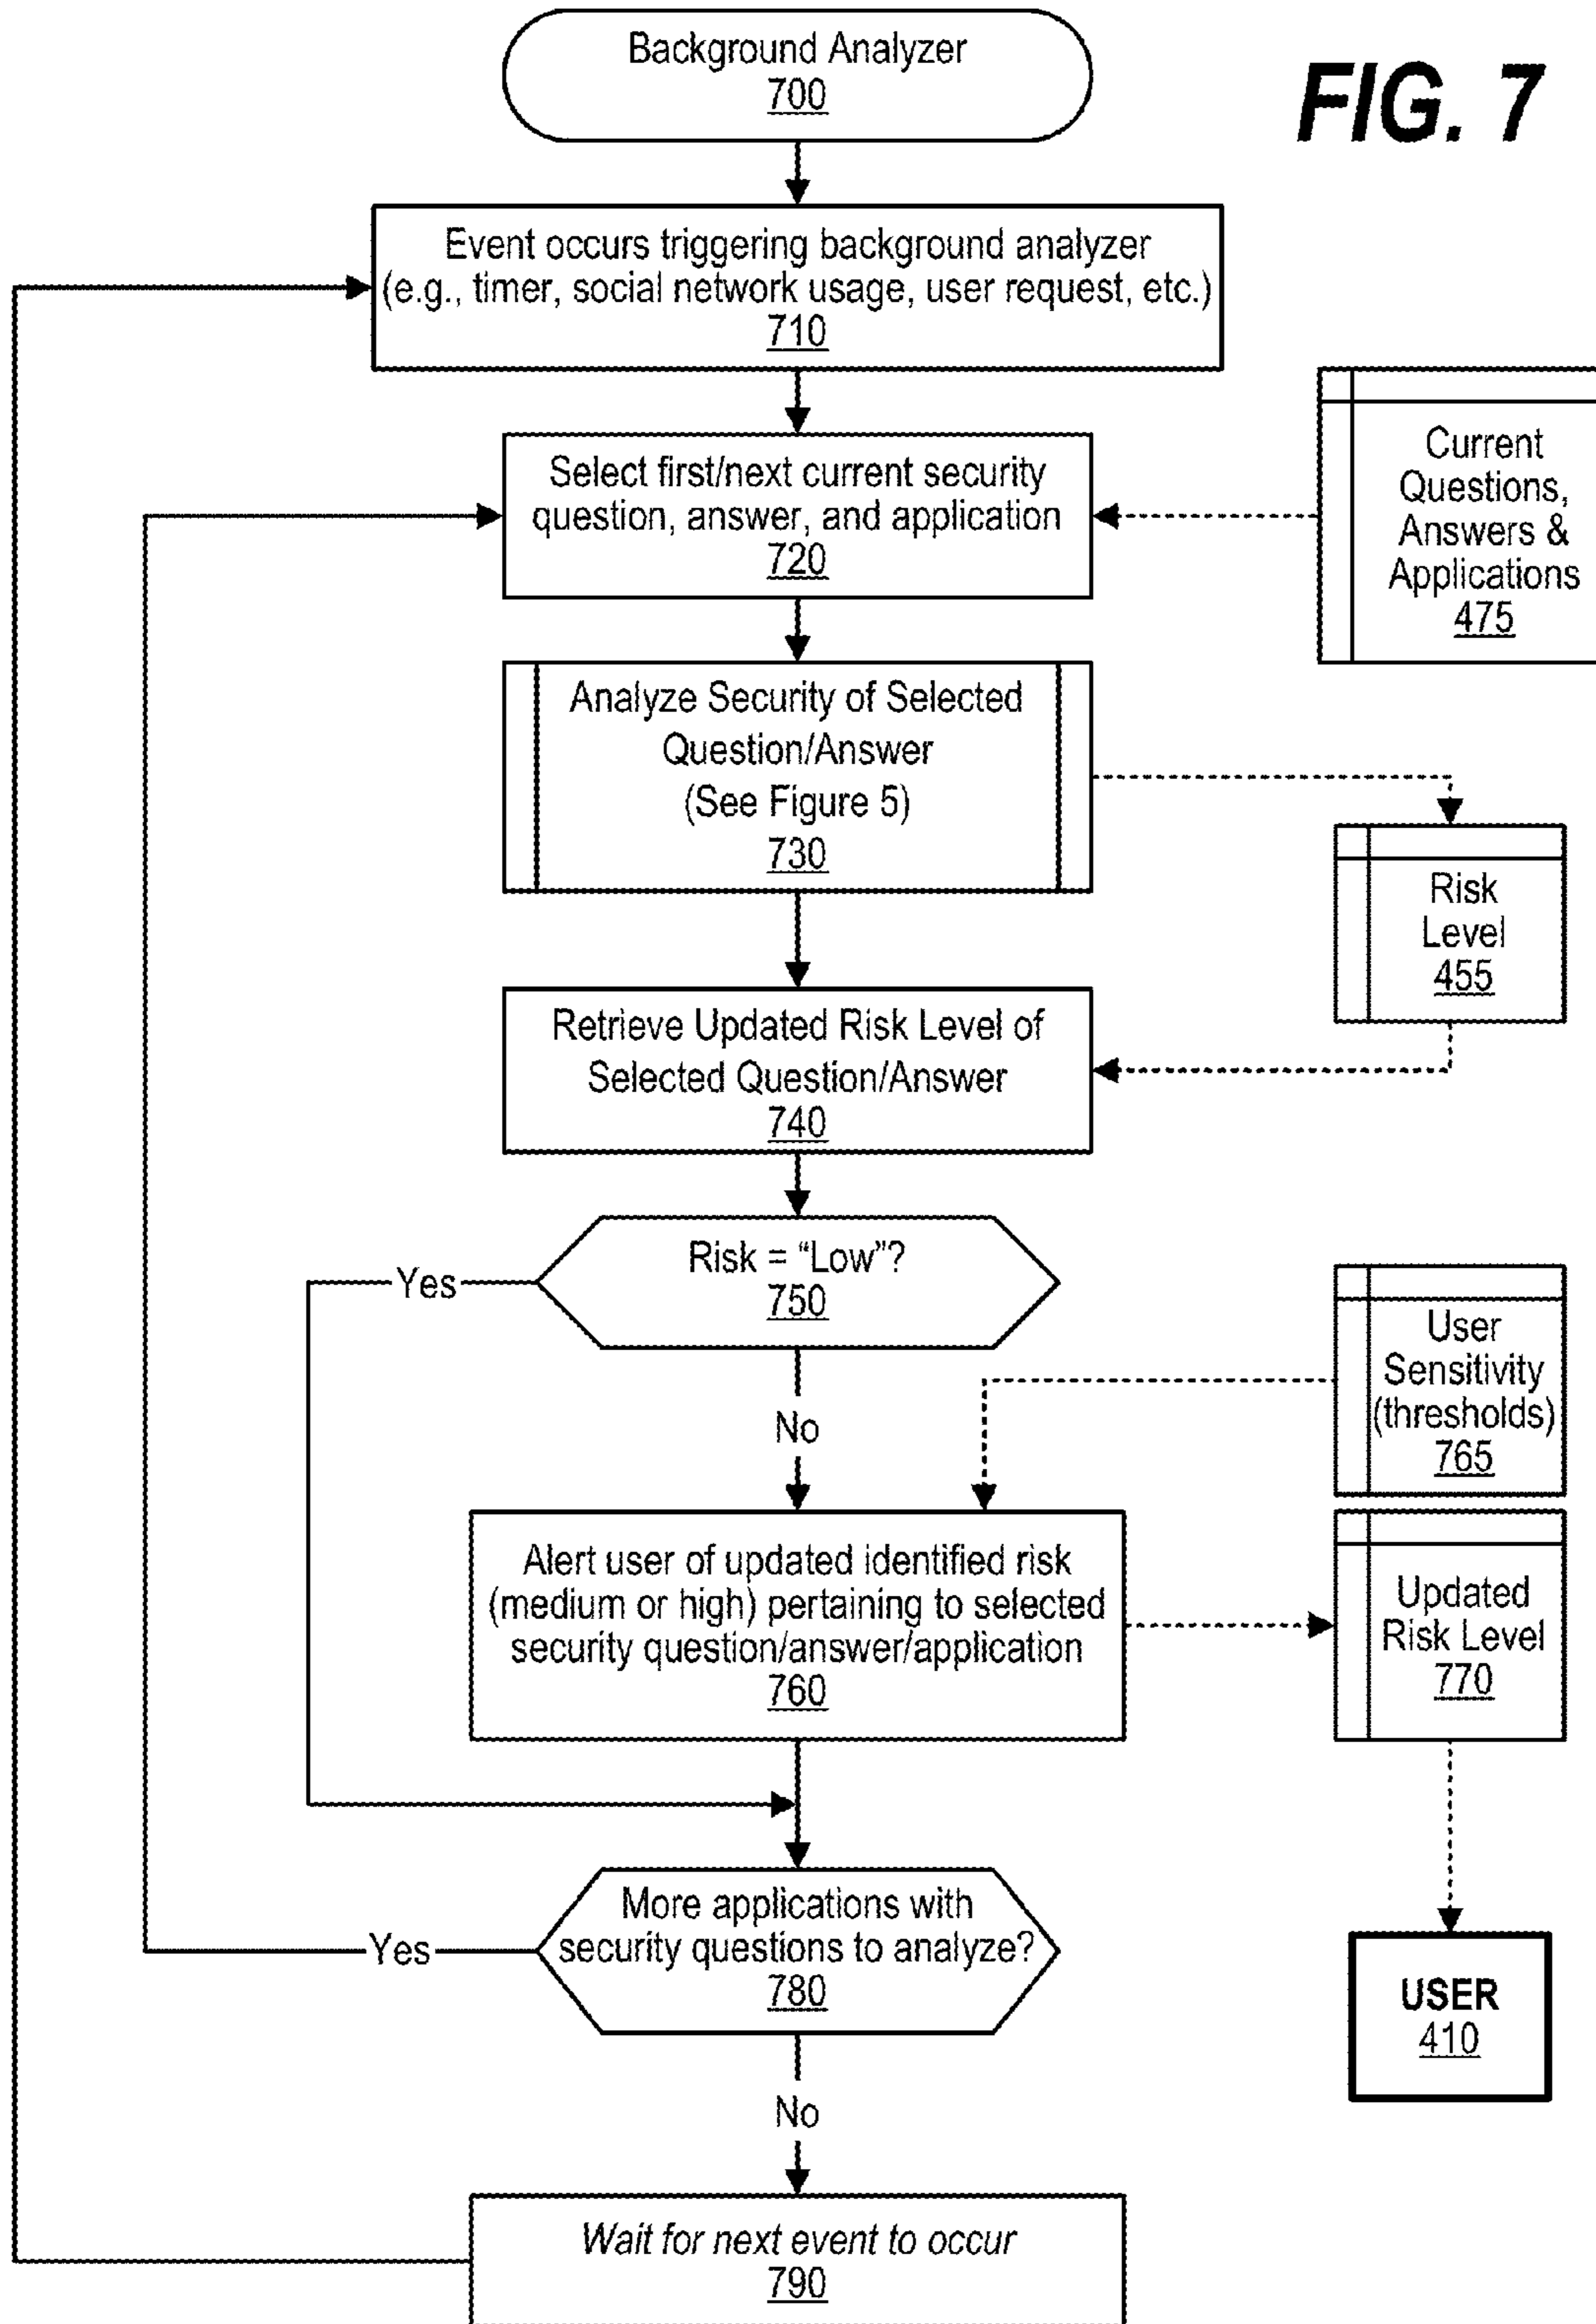 FIG. 7
Background Analyzer
700
Event occurs triggering background analyzer
(e.g., timer, social network usage, user request, etc.)
710
Select first/next current security
question, answer, and application
720
Current
Questions,
Answers &
Applications
475
Analyze Security of Selected
Question/Answer
(See Figure 5)
730
Risk
Level
455
Retrieve Updated Risk Level of
Selected Question/Answer
740
Risk = “Low”?
750
Yes
No
User
Sensitivity
(thresholds)
765
Alert user of updated identified risk
(medium or high) pertaining to selected
security question/answer/application
760
Updated
Risk Level
770
More applications with
security questions to analyze?
780
Yes
No
USER
410
Wait for next event to occur
790